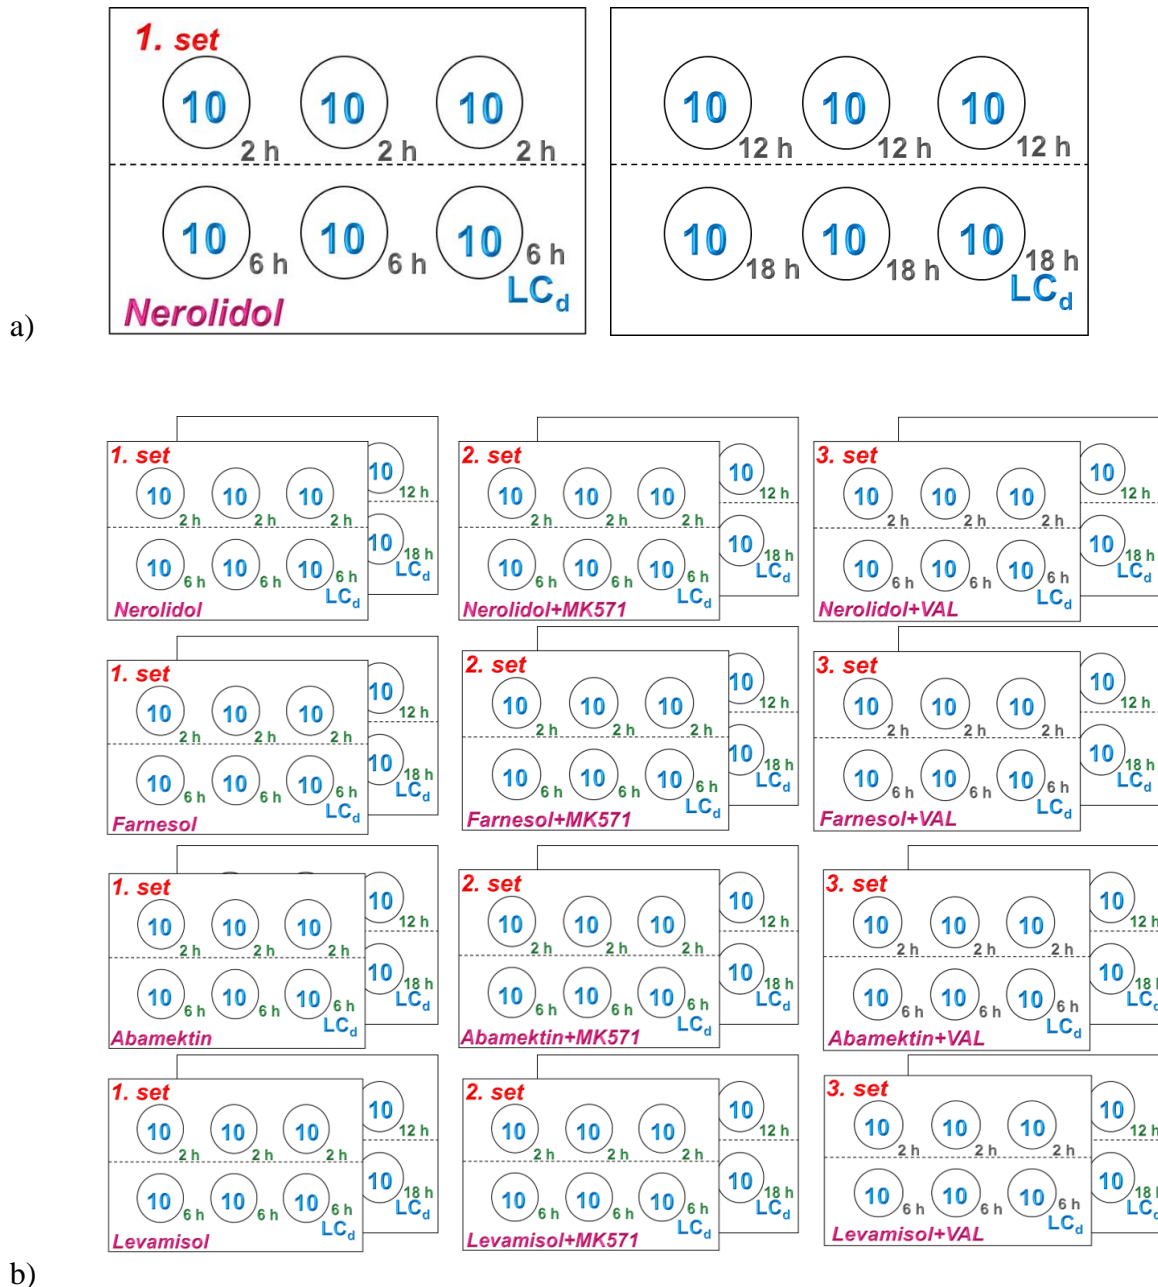 1. set
10 10 10 10 10 10
2 h 2 h 2 h 12 h 12 h 12 h
10 10 10 10 10 10
6 h 6 h 6 h 18 h 18 h 18 h
LCd LCd
Nerolidol
a)
1. set 2. set 3. set
10 10 10 10 10 10 10 10 10 10 10 10
2 h 2 h 2 h 12 h 2 h 2 h 2 h 12 h 2 h 2 h 2 h 12 h
10 10 10 10 10 10 10 10 10 10 10 10
6 h 6 h 6 h 18 h 6 h 6 h 6 h 18 h 6 h 6 h 6 h 18 h
LCd LCd LCd LCd LCd LCd
Nerolidol Nerolidol+MK571 Nerolidol+VAL
1. set 2. set 3. set
10 10 10 10 10 10 10 10 10 10 10 10
2 h 2 h 2 h 12 h 2 h 2 h 2 h 12 h 2 h 2 h 2 h 12 h
10 10 10 10 10 10 10 10 10 10 10 10
6 h 6 h 6 h 18 h 6 h 6 h 6 h 18 h 6 h 6 h 6 h 18 h
LCd LCd LCd LCd LCd LCd
Farnesol Farnesol+MK571 Farnesol+VAL
1. set 2. set 3. set
10 10 10 10 10 10 10 10 10 10 10 10
2 h 2 h 2 h 12 h 2 h 2 h 2 h 12 h 2 h 2 h 2 h 12 h
10 10 10 10 10 10 10 10 10 10 10 10
6 h 6 h 6 h 18 h 6 h 6 h 6 h 18 h 6 h 6 h 6 h 18 h
LCd LCd LCd LCd LCd LCd
Abamektin Abamektin+MK571 Abamektin+VAL
1. set 2. set 3. set
10 10 10 10 10 10 10 10 10 10 10 10
2 h 2 h 2 h 12 h 2 h 2 h 2 h 12 h 2 h 2 h 2 h 12 h
10 10 10 10 10 10 10 10 10 10 10 10
6 h 6 h 6 h 18 h 6 h 6 h 6 h 18 h 6 h 6 h 6 h 18 h
LCd LCd LCd LCd LCd LCd
Levamisol Levamisol+MK571 Levamisol+VAL
b)